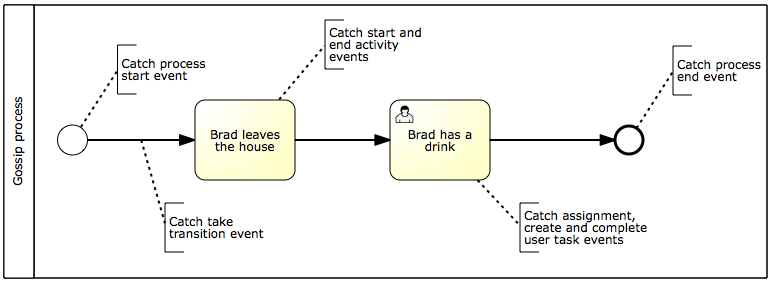 Gossip process
Catch process
start event
Catch start and
end activity
events
Catch process
end event
Brad leaves
the house
Brad has a
drink
Catch take
transition event
Catch assignment,
create and complete
user task events